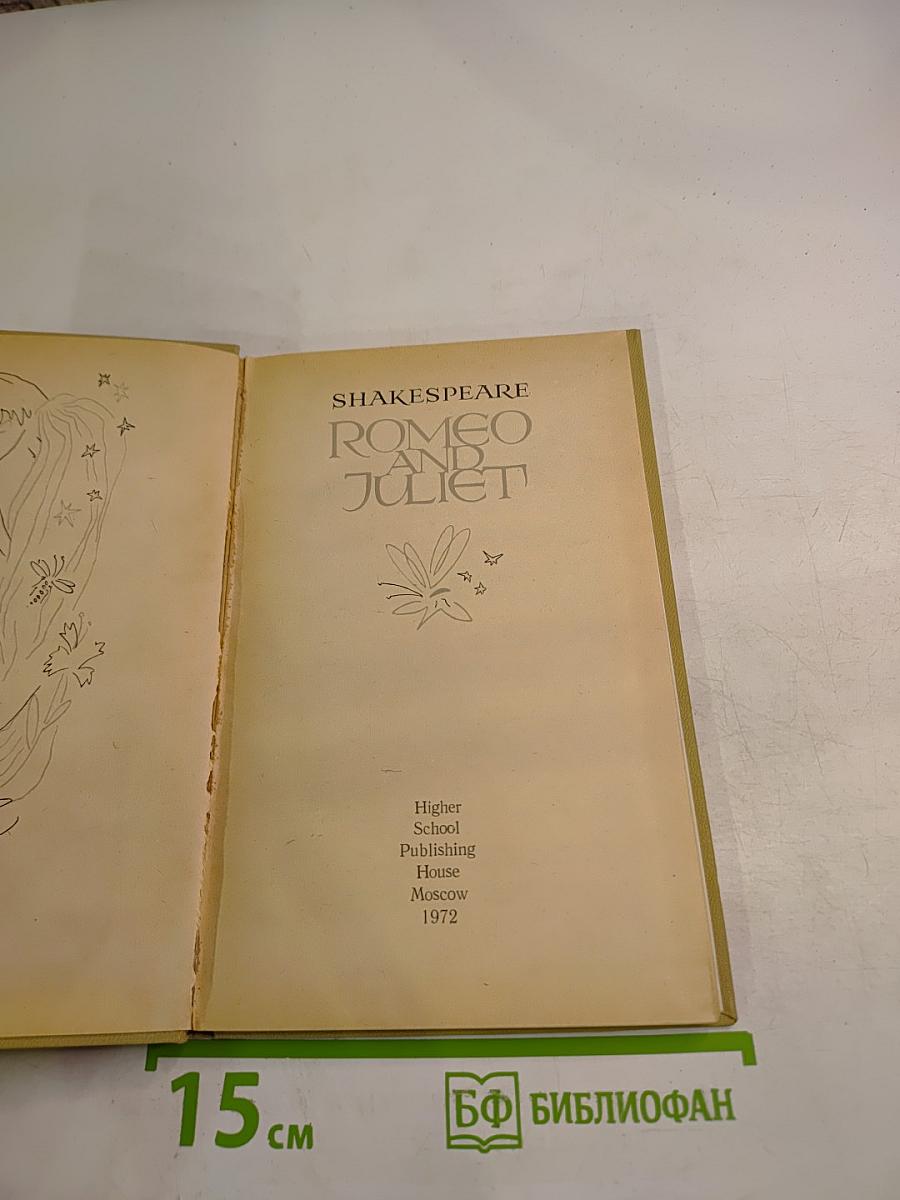 SHAKESPEARE
ROMEO
AND
JULIET
Higher
School
Publishing
House
Moscow
1972
15 см
БФ БИБЛИОФАН